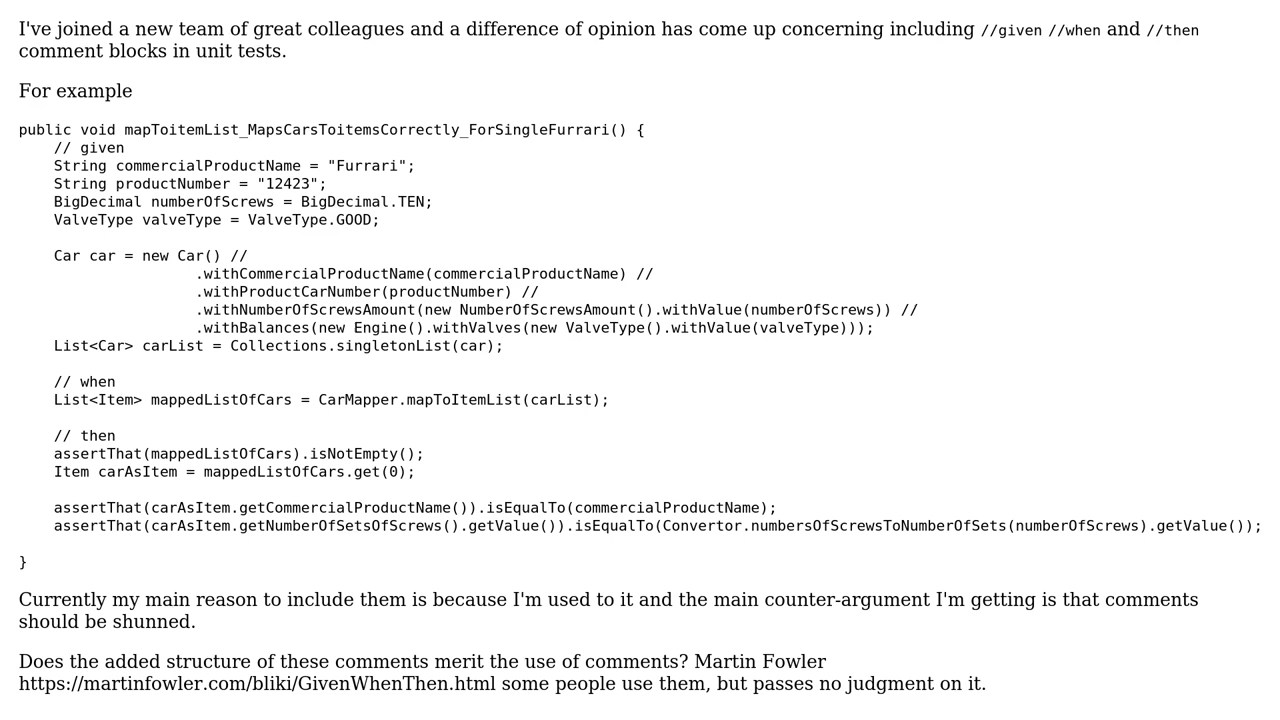 I've joined a new team of great colleagues and a difference of opinion has come up concerning including //given //when and //then
comment blocks in unit tests.
For example
public void mapToitemList_MapsCarsToitemsCorrectly_ForSingleFurrari() {
    // given
    String commercialProductName = "Furrari";
    String productNumber = "12423";
    BigDecimal numberOfScrews = BigDecimal.TEN;
    ValveType valveType = ValveType.GOOD;
    Car car = new Car() //
                    .withCommercialProductName(commercialProductName) //
                    .withProductCarNumber(productNumber) //
                    .withNumberOfScrewsAmount(new NumberOfScrewsAmount().withValue(numberOfScrews)) //
                    .withBalances(new Engine().withValves(new ValveType().withValue(valveType)));
    List<Car> carList = Collections.singletonList(car);
    // when
    List<Item> mappedListOfCars = CarMapper.mapToItemList(carList);
    // then
    assertThat(mappedListOfCars).isNotEmpty();
    Item carAsItem = mappedListOfCars.get(0);
    assertThat(carAsItem.getCommercialProductName()).isEqualTo(commercialProductName);
    assertThat(carAsItem.getNumberOfSetsOfScrews().getValue()).isEqualTo(Convertor.numbersOfScrewsToNumberOfSets(numberOfScrews).getValue());
}
Currently my main reason to include them is because I'm used to it and the main counter-argument I'm getting is that comments
should be shunned.
Does the added structure of these comments merit the use of comments? Martin Fowler
https://martinfowler.com/bliki/GivenWhenThen.html some people use them, but passes no judgment on it.